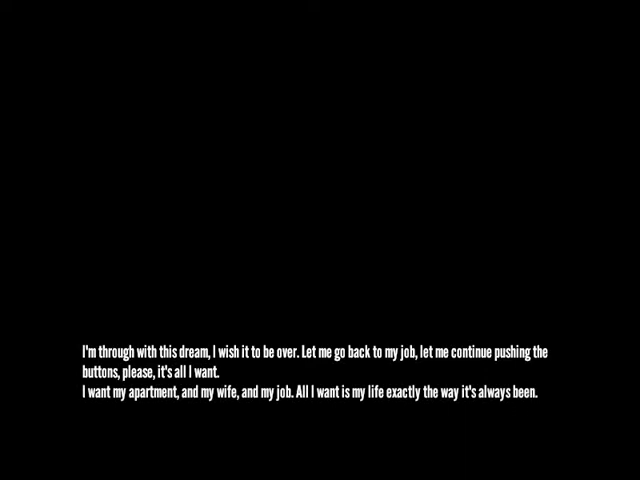 I'm through with this dream, I wish it to be over. Let me go back to my job, let me continue pushing the
buttons, please, it's all I want.
I want my apartment, and my wife, and my job. All I want is my life exactly the way it's always been.